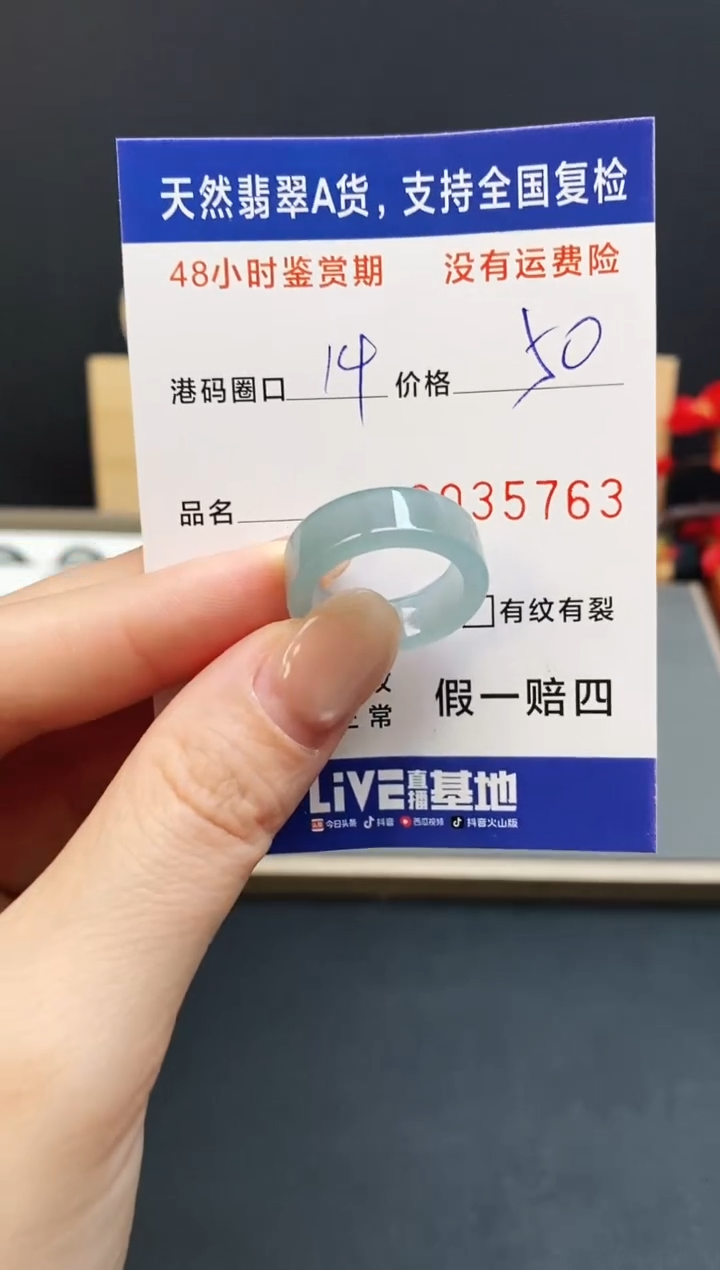 天然翡翠A货，支持全国复检
48小时鉴赏期 没有运费险
港码圈口 14 价格 50
品名 35763
有纹有裂
常 假一赔四
LiVE直播基地
今日头条 抖音 西瓜视频 抖音火山版